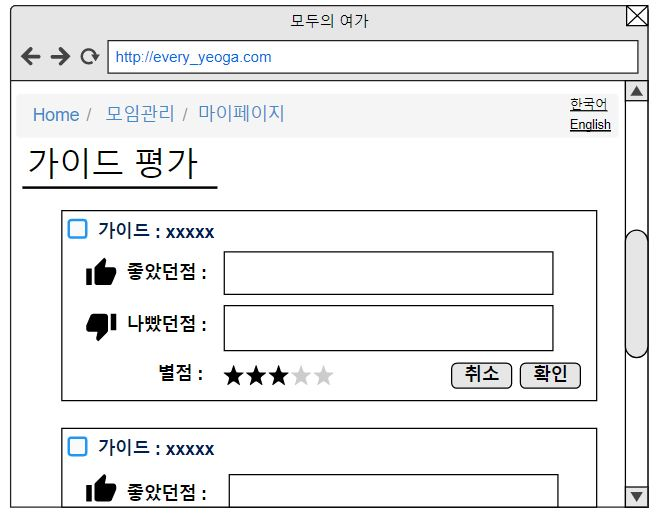 모두의 여가
http://every_yeoga.com
Home / 모임관리 / 마이페이지
한국어
English
가이드 평가
가이드 : xxxxx
좋았던점 :
나빴던점 :
별점 :
취소 확인
가이드 : xxxxx
좋았던점 :